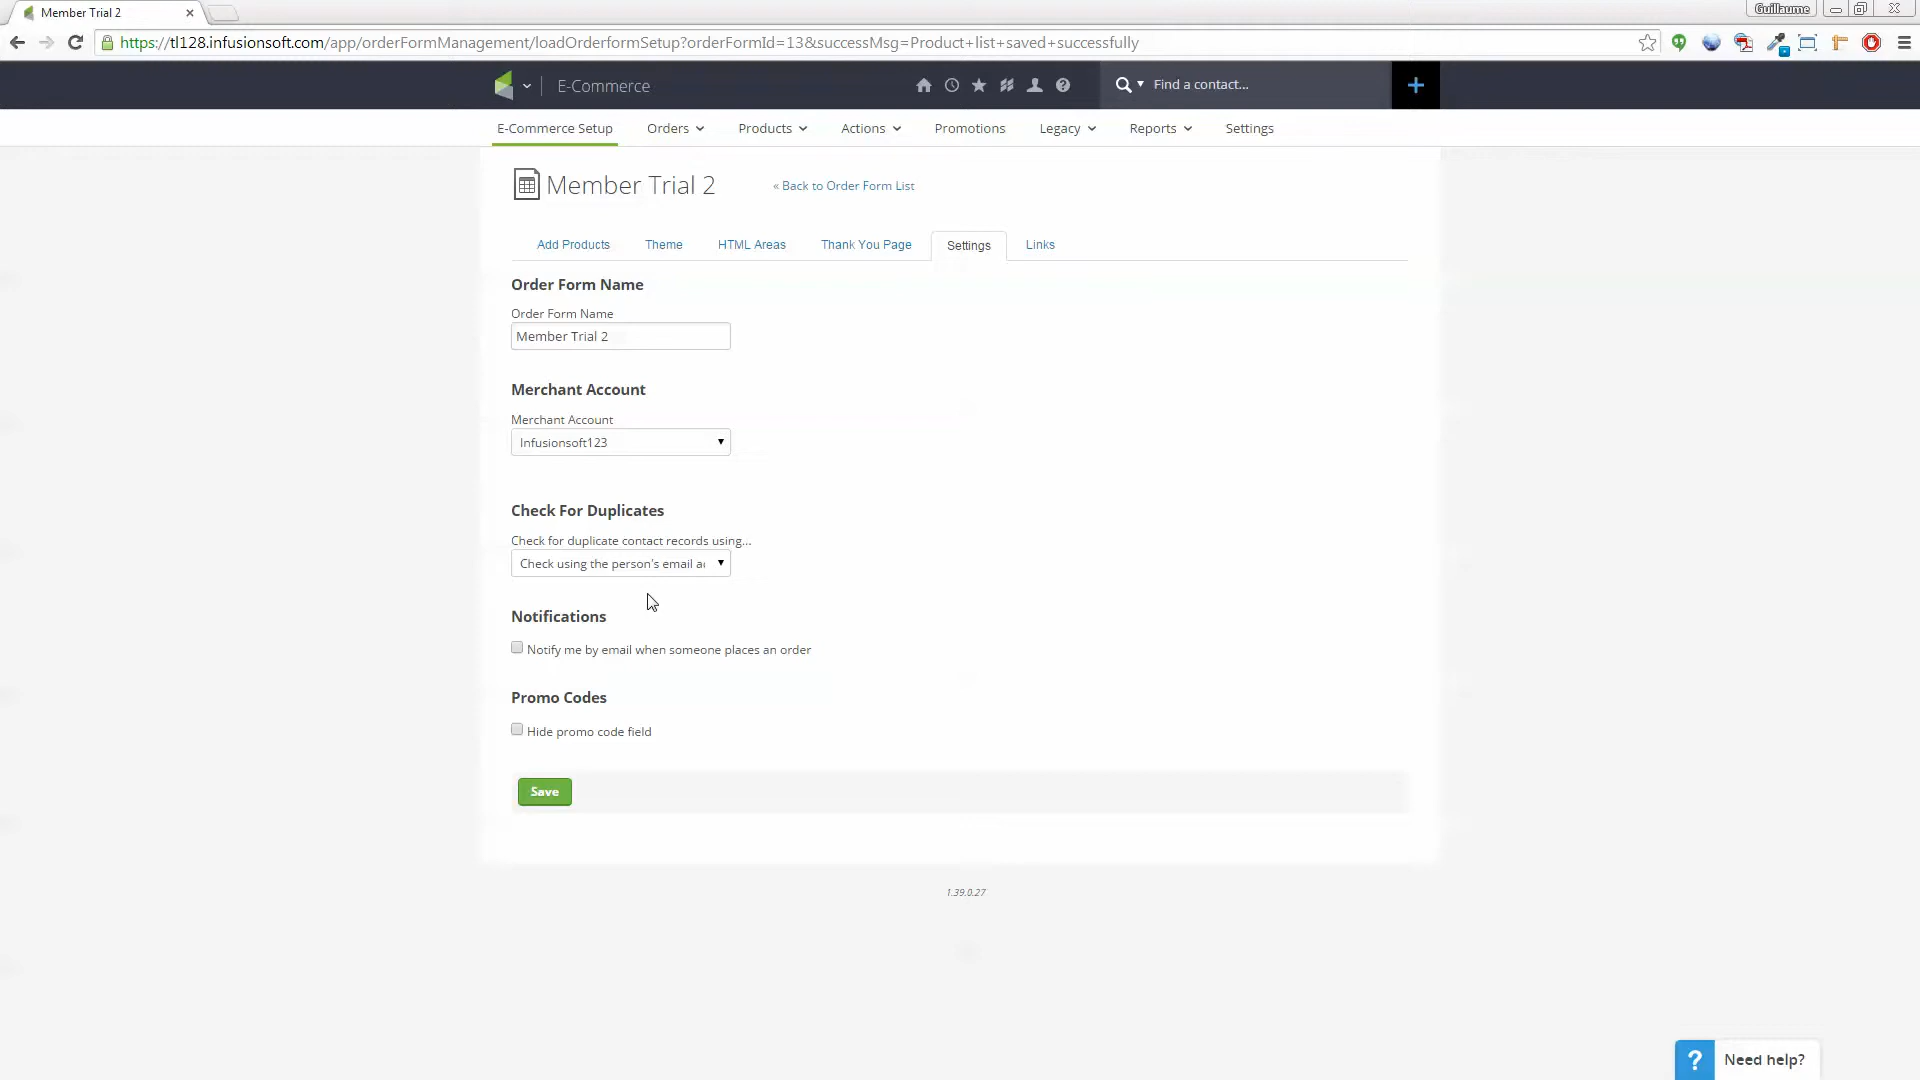 Member Trial 2
Guillaume
https://tl128.infusionsoft.com/app/orderFormManagement/loadOrderformSetup?orderFormId=13&successMsg=Product+list+saved+successfully
E-Commerce
Find a contact...
E-Commerce Setup
Orders
Products
Actions
Promotions
Legacy
Reports
Settings
Member Trial 2
« Back to Order Form List
Add Products
Theme
HTML Areas
Thank You Page
Settings
Links
Order Form Name
Order Form Name
Member Trial 2
Merchant Account
Merchant Account
Infusionsoft123
Check For Duplicates
Check for duplicate contact records using...
Check using the person's email a
Notifications
Notify me by email when someone places an order
Promo Codes
Hide promo code field
Save
1.39.0.27
? Need help?